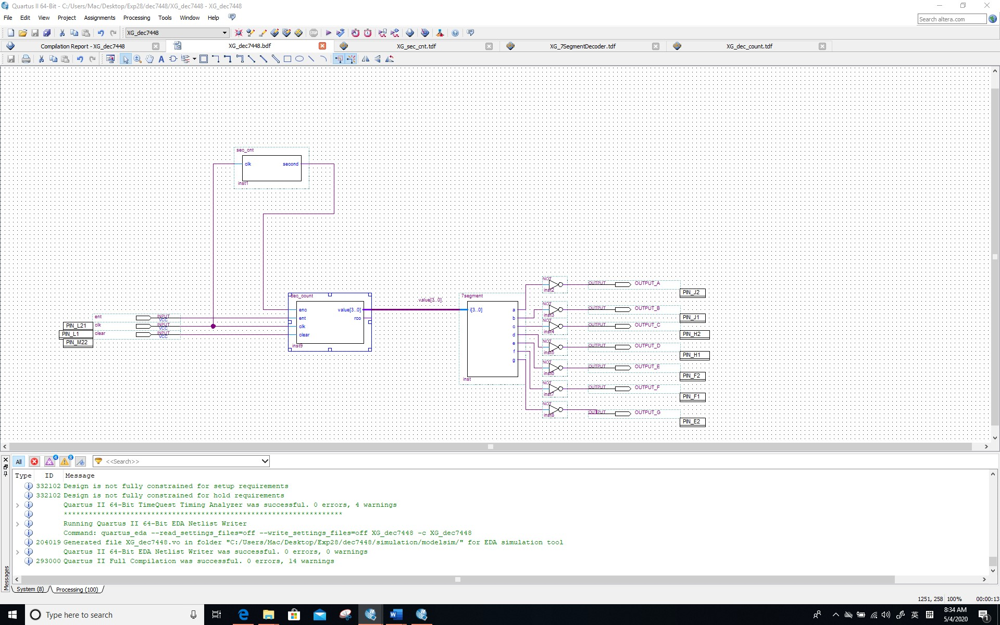 Quartus II 64-Bit - C:/Users/Mac/Desktop/Exp28/dec7448/XG_dec7448 - XG_dec7448
File Edit View Project Assignments Processing Tools Window Help
Search altera.com
XG_dec7448
STOP
Compilation Report - XG_dec7448
XG_dec7448.bdf
XG_sec_cnt.tdf
XG_7SegmentDecoder.tdf
XG_dec_count.tdf
sec_cnt
clk second
inst1
dec_count
enc value[3..0]
ent rco
clk
clear
inst9
ent INPUT VCC
PIN_L21 clk INPUT VCC
PIN_L1 clear INPUT VCC
PIN_M22
value[3..0]
7segment
i[3..0]
a
b
c
d
e
f
g
inst
NOT inst2 OUTPUT OUTPUT_A
PIN_J2
NOT inst3 OUTPUT OUTPUT_B
PIN_J1
NOT inst4 OUTPUT OUTPUT_C
PIN_H2
NOT inst5 OUTPUT OUTPUT_D
PIN_H1
NOT inst6 OUTPUT OUTPUT_E
PIN_F2
NOT inst7 OUTPUT OUTPUT_F
PIN_F1
NOT inst8 OUTPUT OUTPUT_G
PIN_E2
All 4 8 <<Search>>
Type ID Message
332102 Design is not fully constrained for setup requirements
332102 Design is not fully constrained for hold requirements
Quartus II 64-Bit TimeQuest Timing Analyzer was successful. 0 errors, 4 warnings
*******************************************************************
Running Quartus II 64-Bit EDA Netlist Writer
Command: quartus_eda --read_settings_files=off --write_settings_files=off XG_dec7448 -c XG_dec7448
204019 Generated file XG_dec7448.vo in folder "C:/Users/Mac/Desktop/Exp28/dec7448/simulation/modelsim/" for EDA simulation tool
Quartus II 64-Bit EDA Netlist Writer was successful. 0 errors, 0 warnings
293000 Quartus II Full Compilation was successful. 0 errors, 14 warnings
Messages
System (8) Processing (100)
1251, 258 100% 00:00:13
Type here to search
英
拼
8:34 AM
5/4/2020
1